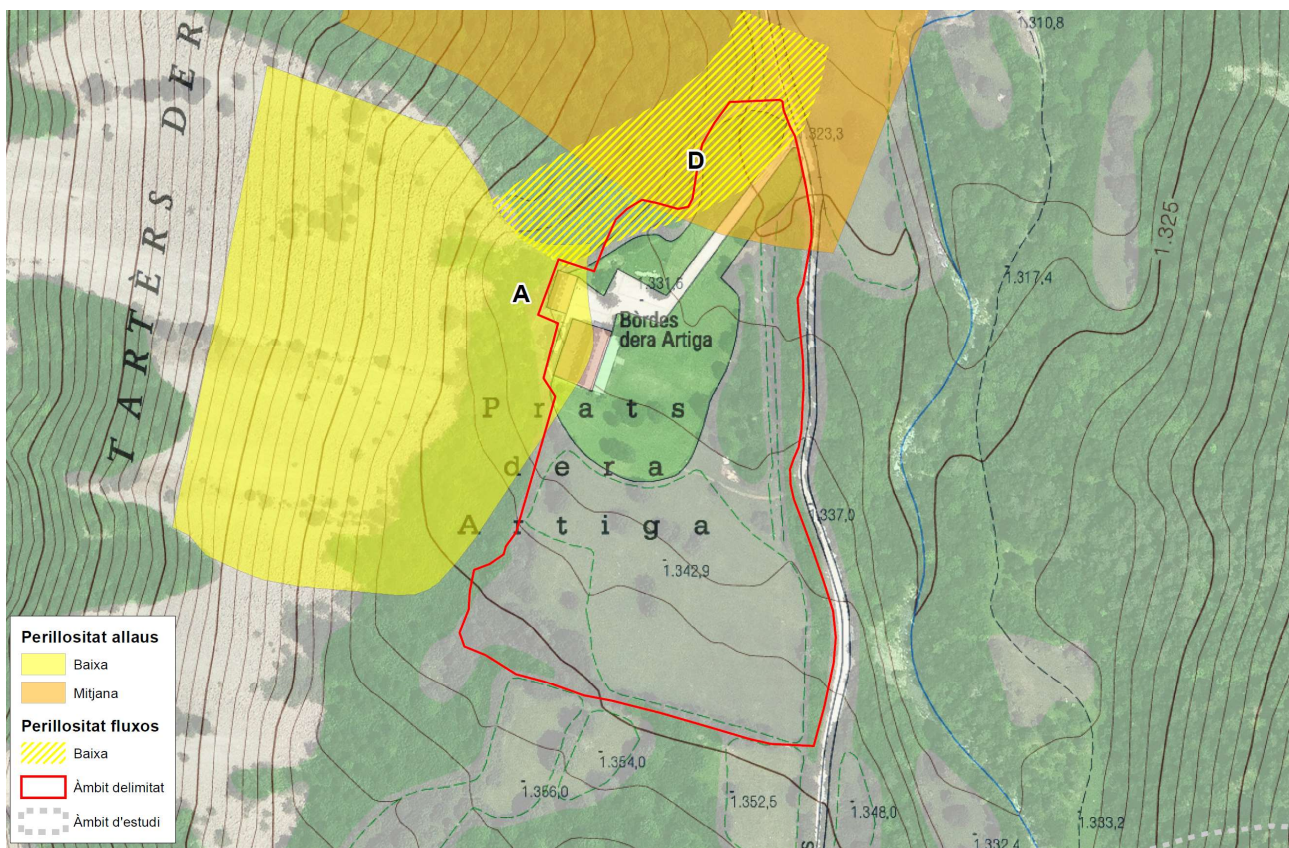 1.310,8
TARTERS DER
D
1.323,3
1.325
1.317,4
A
1.331,6
Bòrdes
dera Artiga
Prats
dera
Artiga
1.337,0
1.342,9
1.354,0
1.356,0
1.352,5
1.348,0
1.333,2
1.332,4
s
Perillositat allaus
Baixa
Mitjana
Perillositat fluxos
Baixa
Àmbit delimitat
Àmbit d'estudi